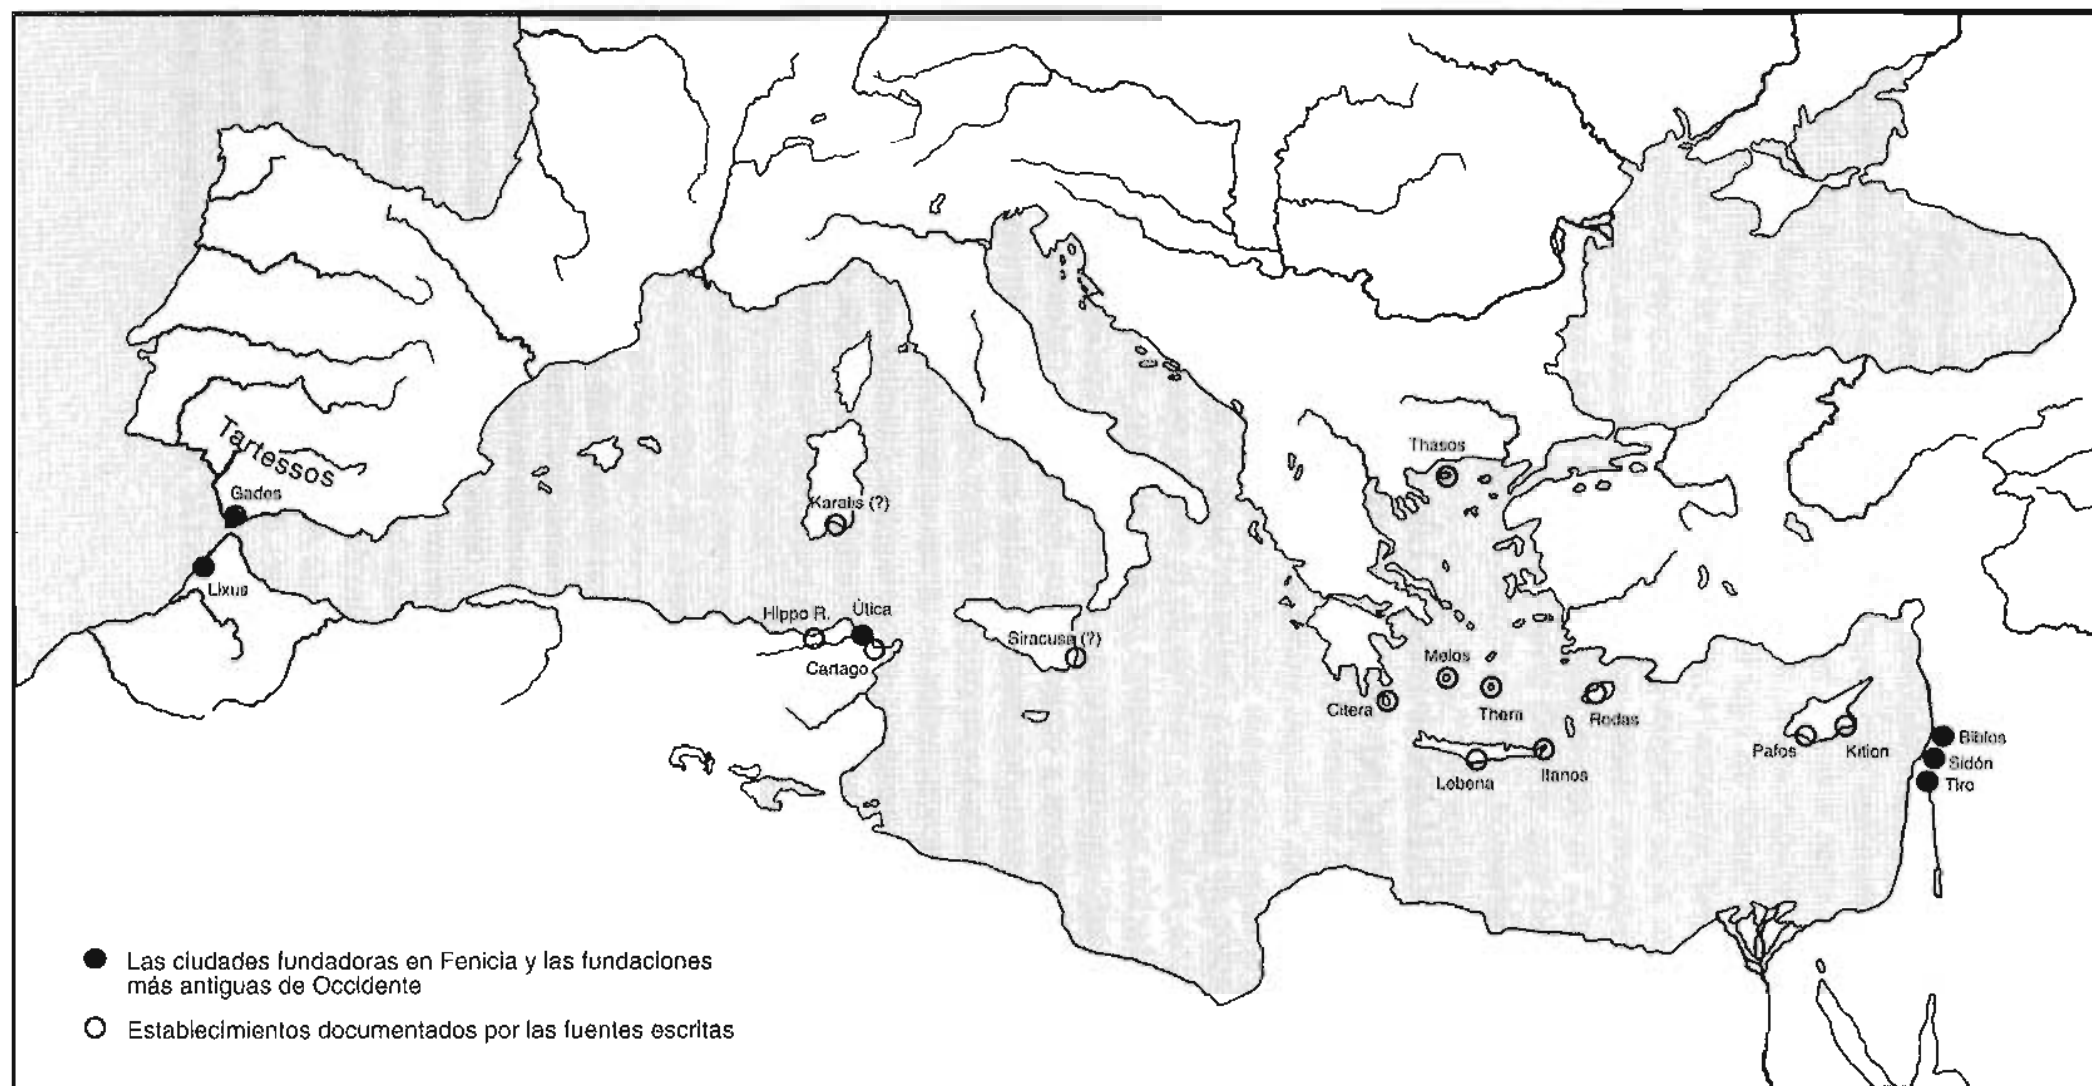 Thasos
Tartessos
Gades
Karalis (?)
Lixus
Hippo R.
Útica
Siracusa (?)
Cartago
Melos
Citera
Thera
Rodas
Pafos
Kition
Biblos
Sidón
Tiro
Lebena
Itanos
Las ciudades fundadoras en Fenicia y las fundaciones
más antiguas de Occidente
Establecimientos documentados por las fuentes escritas